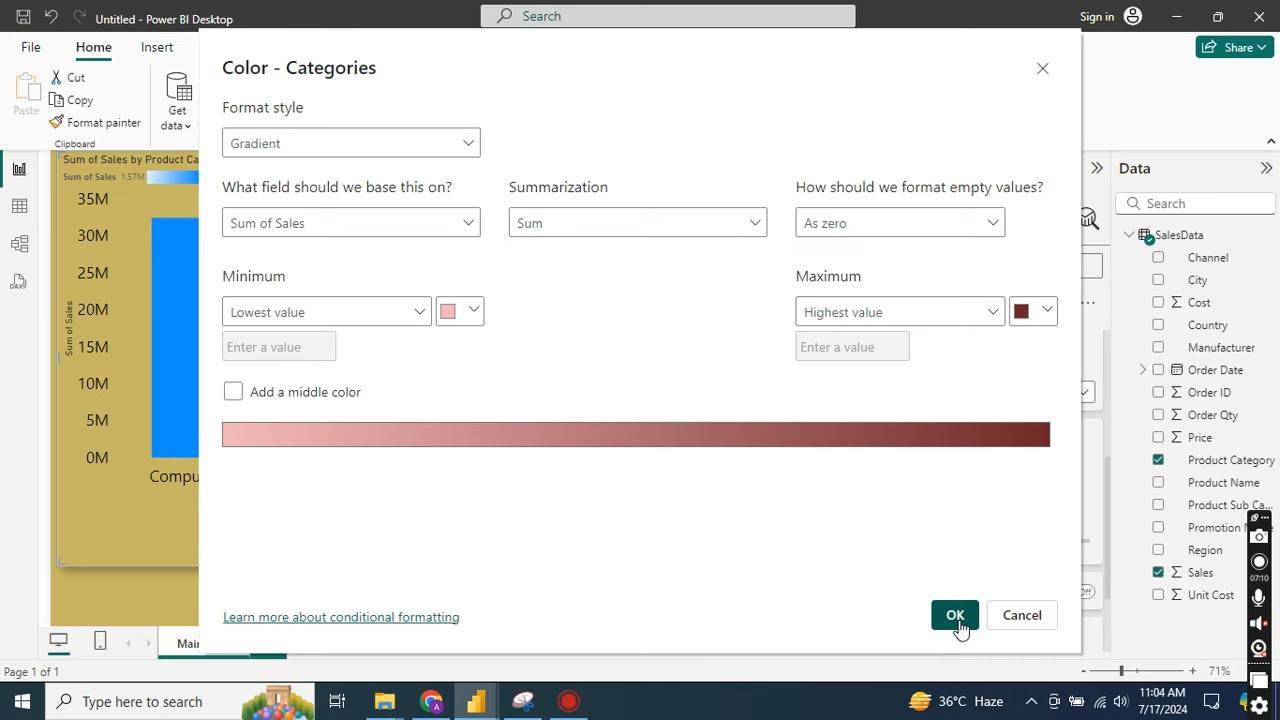 Untitled - Power BI Desktop
Search
Sign in
File
Home
Insert
Share
Paste
Cut
Copy
Format painter
Get
data
Clipboard
Color - Categories
Format style
Gradient
What field should we base this on?
Summarization
How should we format empty values?
Sum of Sales
Sum
As zero
Minimum
Maximum
Lowest value
Highest value
Enter a value
Enter a value
Add a middle color
Learn more about conditional formatting
OK
Cancel
Sum of Sales by Product Ca
Sum of Sales 1.57M
35M
30M
25M
20M
15M
10M
5M
0M
Sum of Sales
Compu
Data
Search
SalesData
Channel
City
Cost
Country
Manufacturer
Order Date
Order ID
Order Qty
Price
Product Category
Product Name
Product Sub Ca...
Promotion N
Region
Sales
Unit Cost
Off
07:10
Main
Page 1 of 1
71%
Type here to search
36°C Haze
11:04 AM
7/17/2024